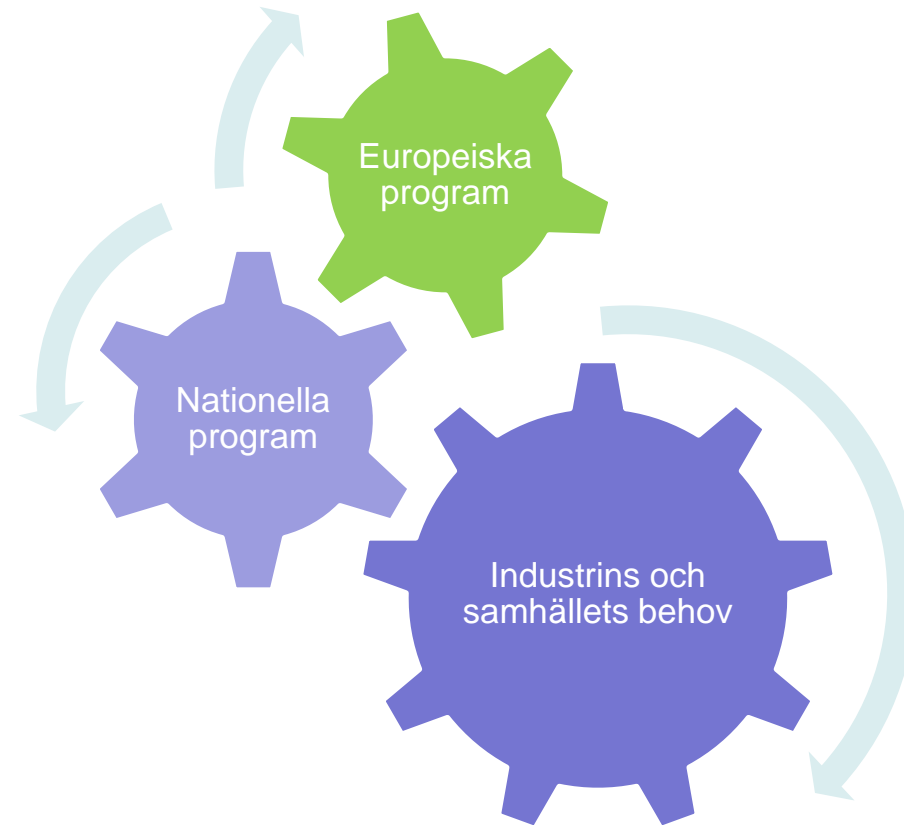 Europeiska
program
Nationella
program
Industrins och
samhällets behov